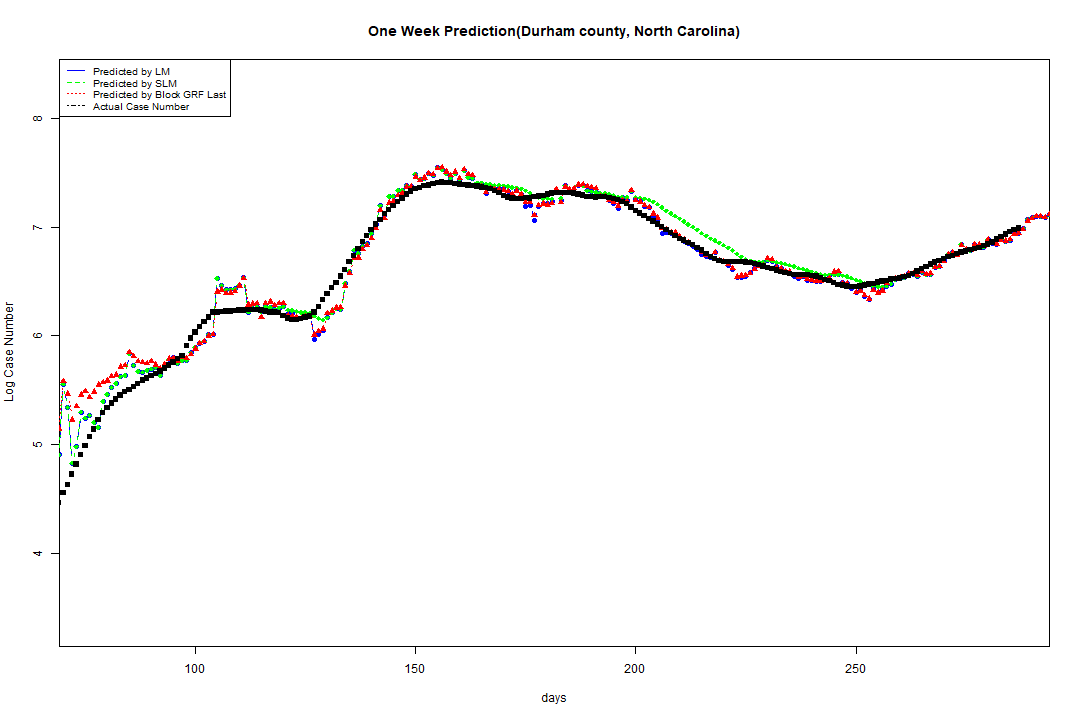 One Week Prediction(Durham county, North Carolina)
Predicted by LM
Predicted by SLM
Predicted by Block GRF Last
Actual Case Number
8
7
6
5
4
Log Case Number
100 150 200 250
days